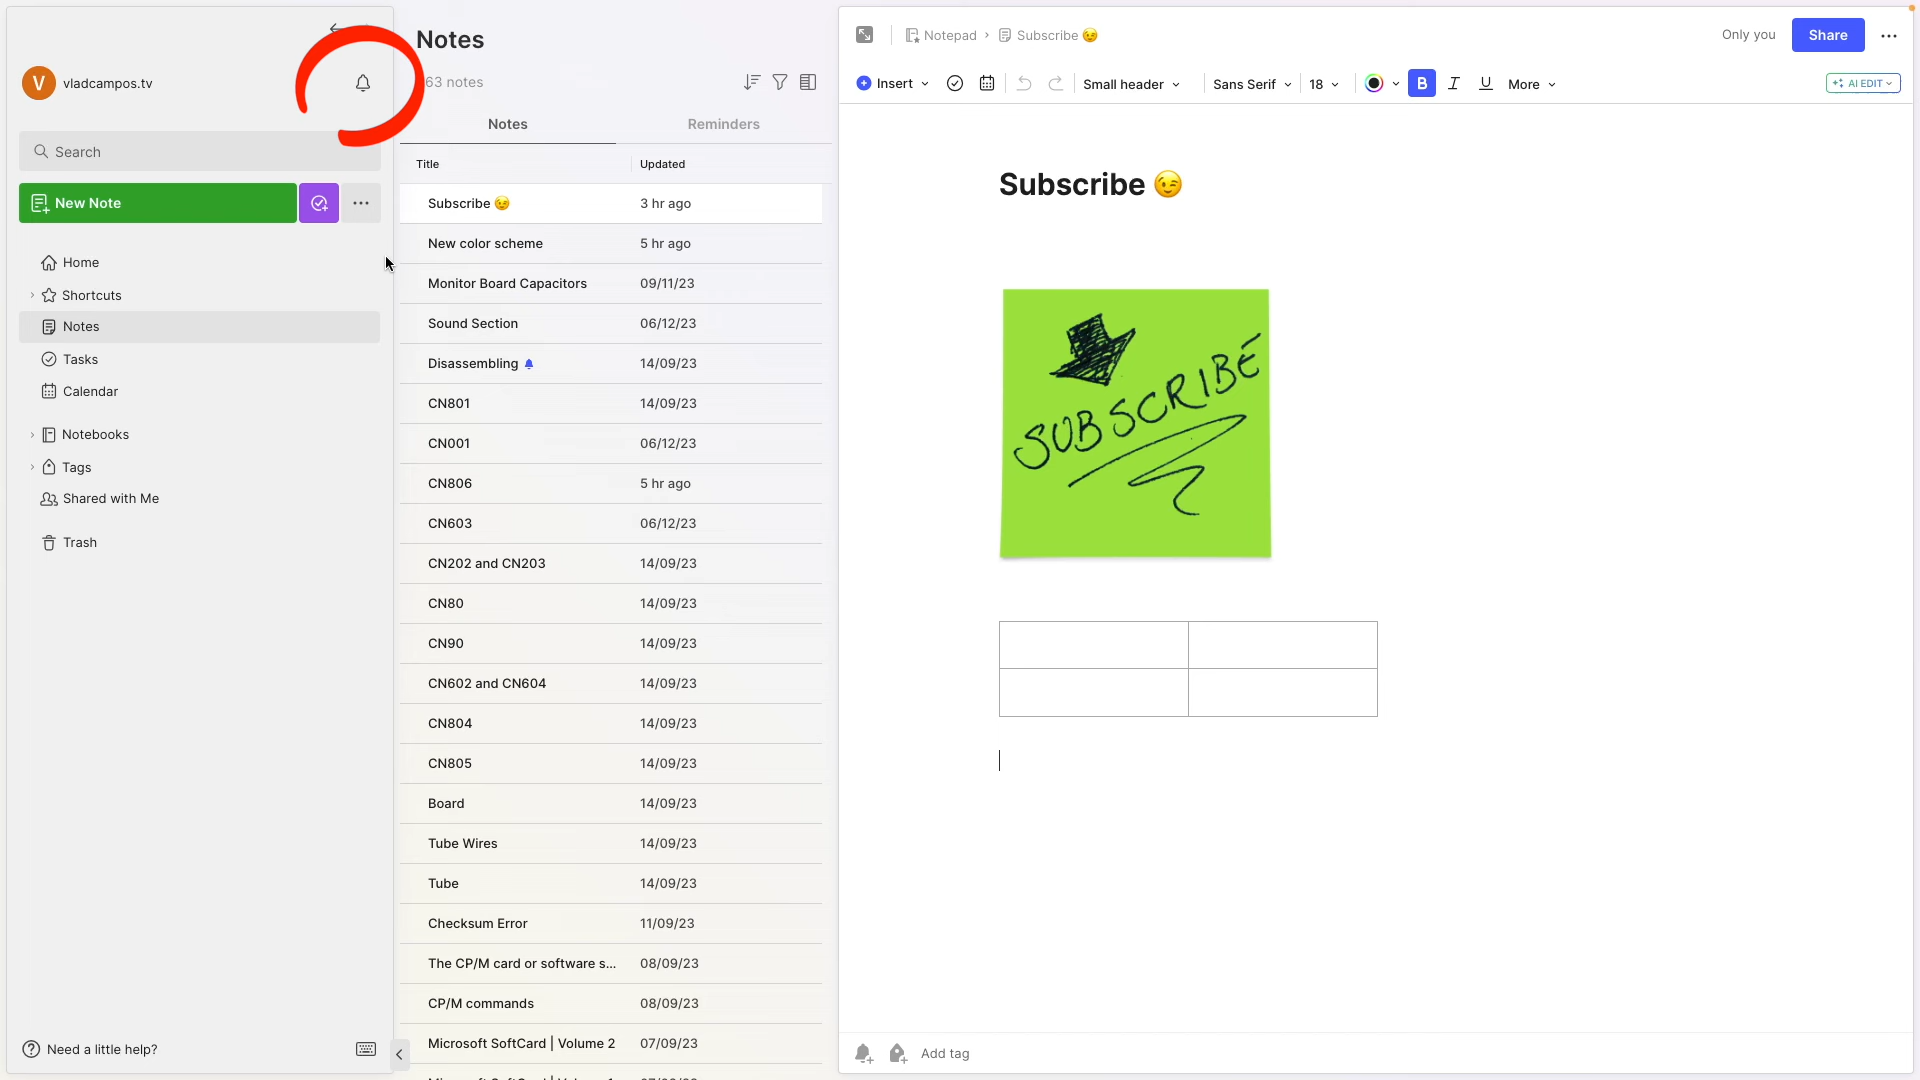 V vladcampos.tv
Search
New Note
Home
Shortcuts
Notes
Tasks
Calendar
Notebooks
Tags
Shared with Me
Trash
Need a little help?
Notes
63 notes
Notes Reminders
Title Updated
Subscribe 😉 3 hr ago
New color scheme 5 hr ago
Monitor Board Capacitors 09/11/23
Sound Section 06/12/23
Disassembling 14/09/23
CN801 14/09/23
CN001 06/12/23
CN806 5 hr ago
CN603 06/12/23
CN202 and CN203 14/09/23
CN80 14/09/23
CN90 14/09/23
CN602 and CN604 14/09/23
CN804 14/09/23
CN805 14/09/23
Board 14/09/23
Tube Wires 14/09/23
Tube 14/09/23
Checksum Error 11/09/23
The CP/M card or software s... 08/09/23
CP/M commands 08/09/23
Microsoft SoftCard | Volume 2 07/09/23
Notepad › Subscribe 😉
Only you Share
Insert Small header Sans Serif 18 B I U More AI EDIT
Subscribe 😉
SUBSCRIBE
Add tag